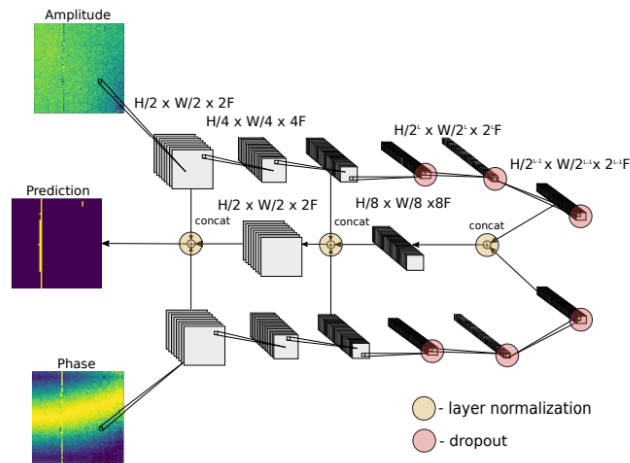 Amplitude
H/2 x W/2 x 2F
H/4 x W/4 x 4F
H/2ᴸ x W/2ᴸ x 2ᴸF
H/2ᴸ⁻¹ x W/2ᴸ⁻¹ x 2ᴸ⁻¹F
Prediction
concat
H/2 x W/2 x 2F
concat
H/8 x W/8 x8F
concat
Phase
- layer normalization
- dropout